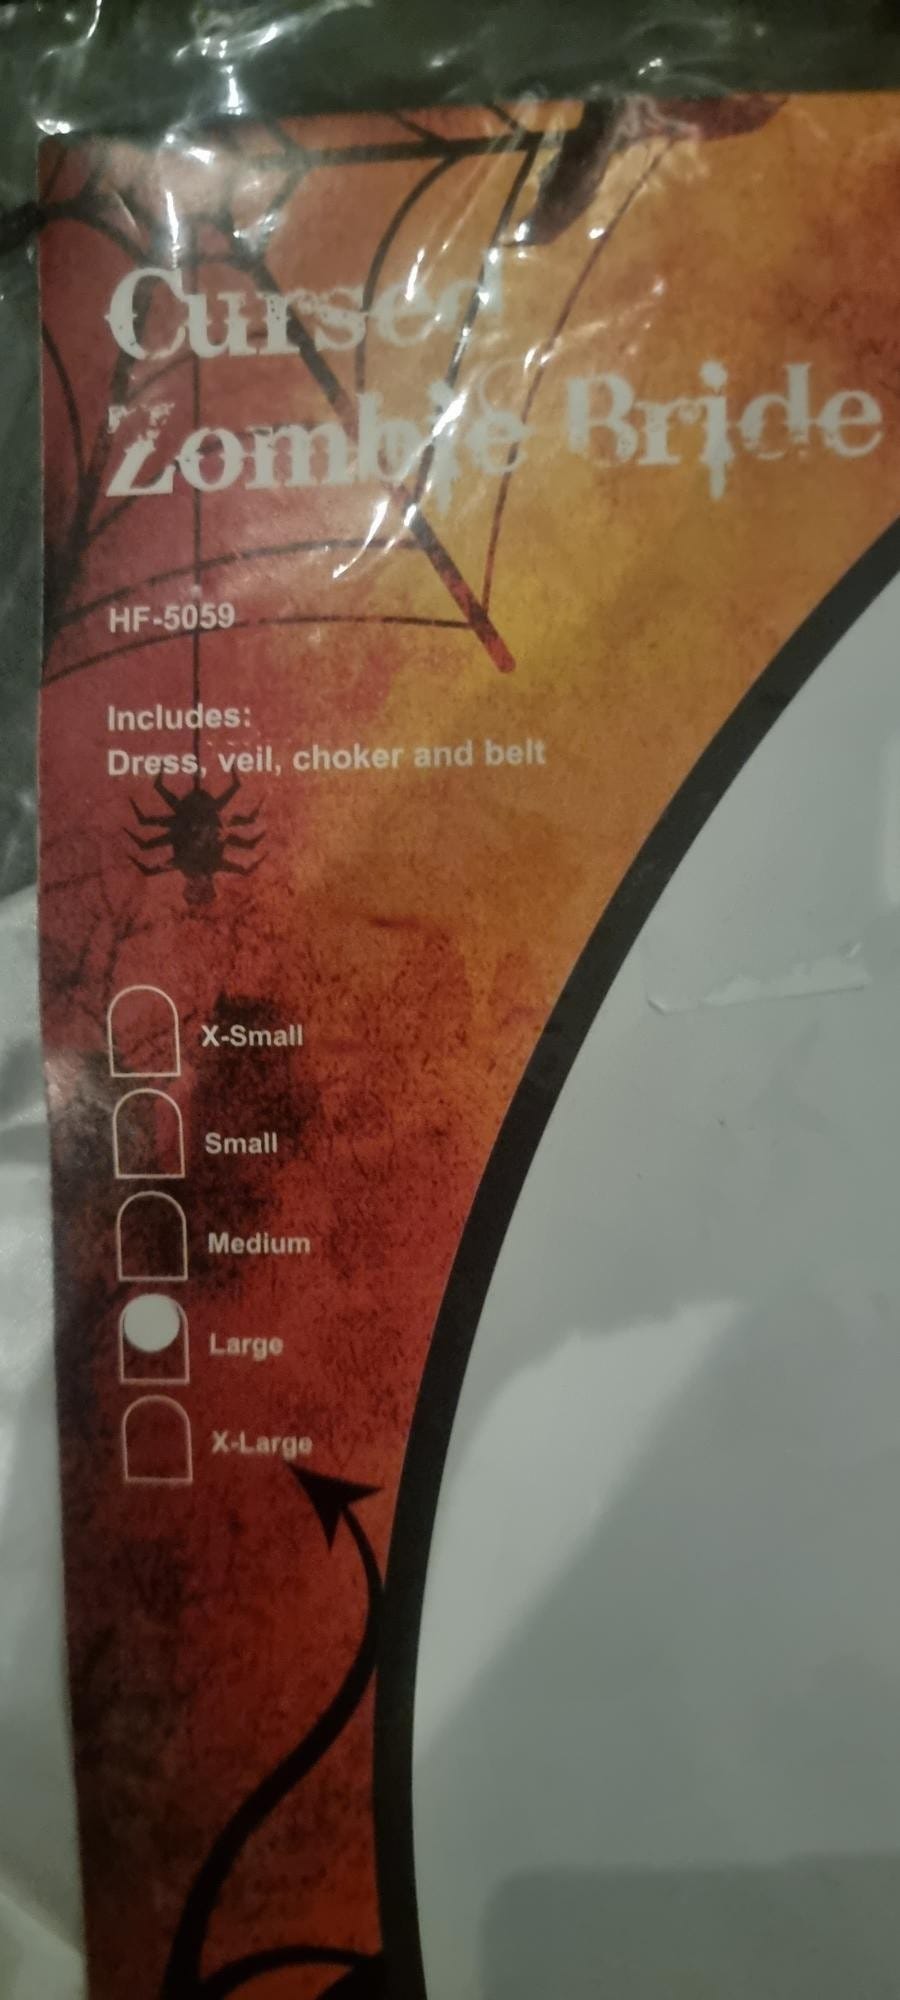 Cursed
Zombie Bride
HF-5059
Includes:
Dress, veil, choker and belt
X-Small
Small
Medium
Large
X-Large